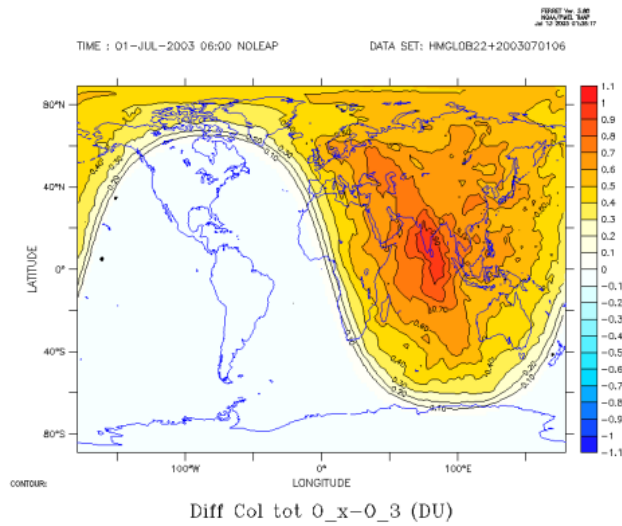 FERRET Ver. 5.60
NOAA/PMEL TMAP
TIME : 01-JUL-2003 06:00 NOLEAP
DATA SET: HMGLOB22+2003070106
1.1
1
0.9
0.8
0.7
0.6
0.5
0.4
0.3
0.2
0.1
0
-0.1
-0.2
-0.3
-0.4
-0.5
-0.6
-0.7
-0.8
-0.9
-1
-1.1
80°N
40°N
0°
40°S
80°S
LATITUDE
100°W
0°
100°E
LONGITUDE
CONTOUR:
Diff Col tot O_x-O_3 (DU)